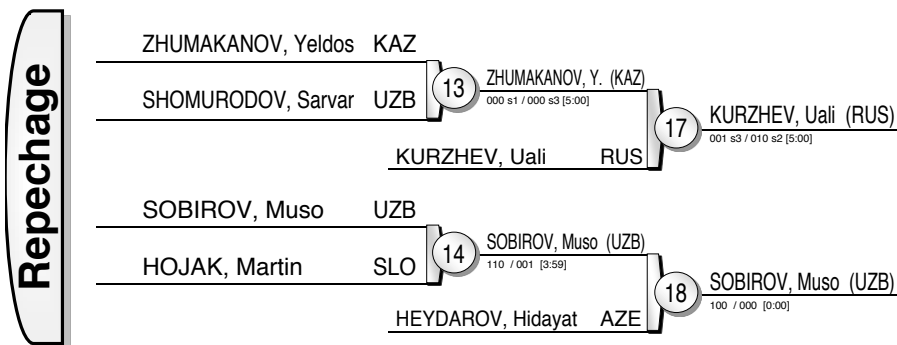 Repechage
ZHUMAKANOV, Yeldos KAZ
SHOMURODOV, Sarvar UZB
13
ZHUMAKANOV, Y. (KAZ)
000 s1 / 000 s3 [5:00]
KURZHEV, Uali RUS
17
KURZHEV, Uali (RUS)
001 s3 / 010 s2 [5:00]
SOBIROV, Muso UZB
HOJAK, Martin SLO
14
SOBIROV, Muso (UZB)
110 / 001 [3:59]
HEYDAROV, Hidayat AZE
18
SOBIROV, Muso (UZB)
100 / 000 [0:00]